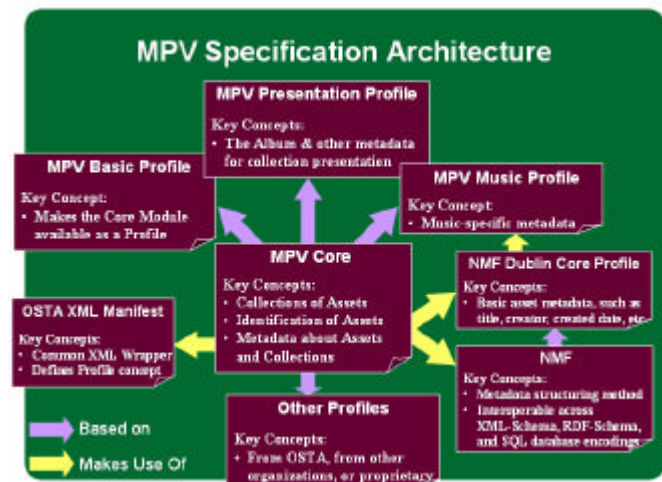 MPV Specification Architecture
MPV Presentation Profile
Key Concepts:
• The Album & other metadata
for collection presentation
MPV Basic Profile
Key Concept:
• Makes the Core Module
available as a Profile
MPV Music Profile
Key Concept:
• Music-specific metadata
MPV Core
Key Concepts:
• Collections of Assets
• Identification of Assets
• Metadata about Assets
and Collections
NMF Dublin Core Profile
Key Concepts:
• Basic asset metadata, such as
title, creator, created date, etc.
OSTA XML Manifest
Key Concepts:
• Common XML Wrapper
• Defines Profile concept
NMF
Key Concepts:
• Metadata structuring method
• Interoperable across
XML-Schema, RDF-Schema,
and SQL database encodings
Other Profiles
Key Concepts:
• From OSTA, from other
organizations, or proprietary
Based on
Makes Use Of